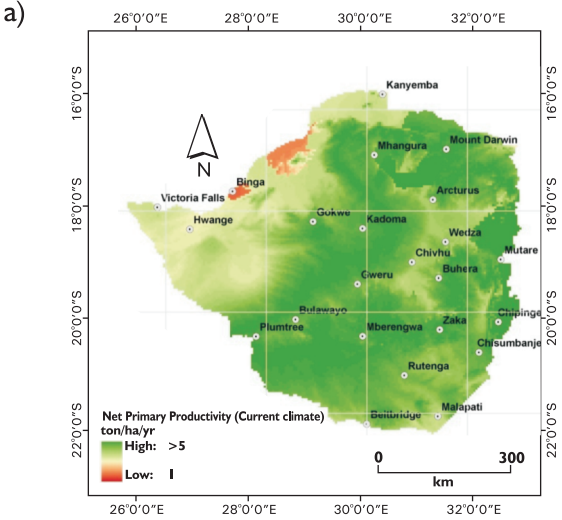 a)
26°0'0"E 28°0'0"E 30°0'0"E 32°0'0"E
16°0'0"S
16°0'0"S
Kanyemba
Mhangura
Mount Darwin
N
Binga
Arcturus
Victoria Falls
18°0'0"S
18°0'0"S
Hwange
Gokwe
Kadoma
Wedza
Chivhu
Mutare
Gweru
Buhera
Bulawayo
Chipinge
20°0'0"S
20°0'0"S
Plumtree
Mberengwa
Zaka
Chisumbanje
Rutenga
Malapati
Beitbridge
22°0'0"S
22°0'0"S
Net Primary Productivity (Current climate)
ton/ha/yr
High: >5
Low: 1
0 300
km
26°0'0"E 28°0'0"E 30°0'0"E 32°0'0"E